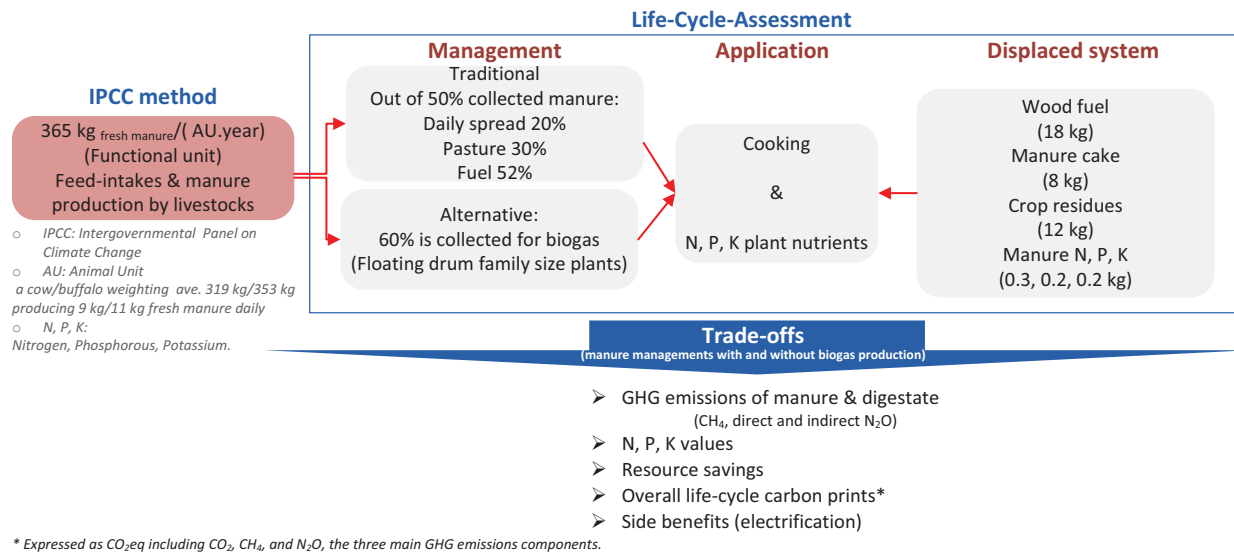 Life-Cycle-Assessment
IPCC method
365 kg fresh manure/( AU.year)
(Functional unit)
Feed-intakes & manure
production by livestocks
○ IPCC: Intergovernmental Panel on
Climate Change
○ AU: Animal Unit
a cow/buffalo weighting ave. 319 kg/353 kg
producing 9 kg/11 kg fresh manure daily
○ N, P, K:
Nitrogen, Phosphorous, Potassium.
Management
Traditional
Out of 50% collected manure:
Daily spread 20%
Pasture 30%
Fuel 52%
Alternative:
60% is collected for biogas
(Floating drum family size plants)
Application
Cooking
&
N, P, K plant nutrients
Displaced system
Wood fuel
(18 kg)
Manure cake
(8 kg)
Crop residues
(12 kg)
Manure N, P, K
(0.3, 0.2, 0.2 kg)
Trade-offs
(manure managements with and without biogas production)
➢ GHG emissions of manure & digestate
(CH₄, direct and indirect N₂O)
➢ N, P, K values
➢ Resource savings
➢ Overall life-cycle carbon prints*
➢ Side benefits (electrification)
* Expressed as CO₂eq including CO₂, CH₄, and N₂O, the three main GHG emissions components.